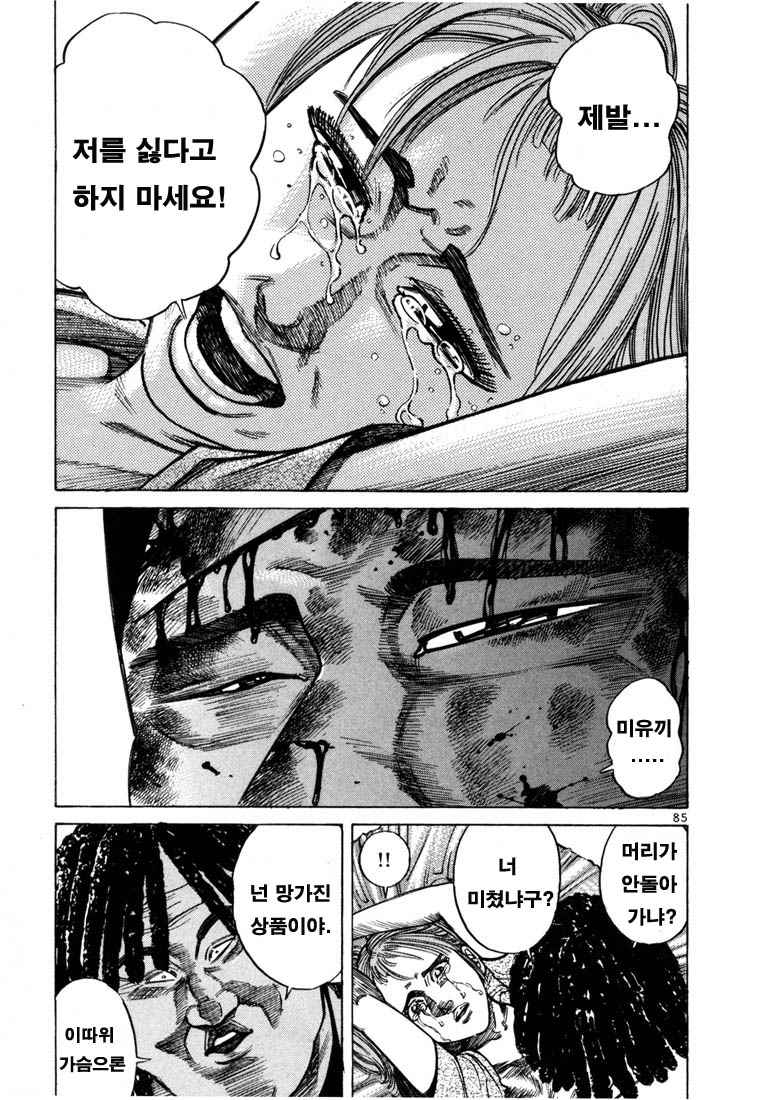 제발...
저를 싫다고
하지 마세요!
미유끼
.....
85
머리가
안돌아
가냐?
너
미쳤냐구?
!!
넌 망가진
상품이야.
이따위
가슴으론